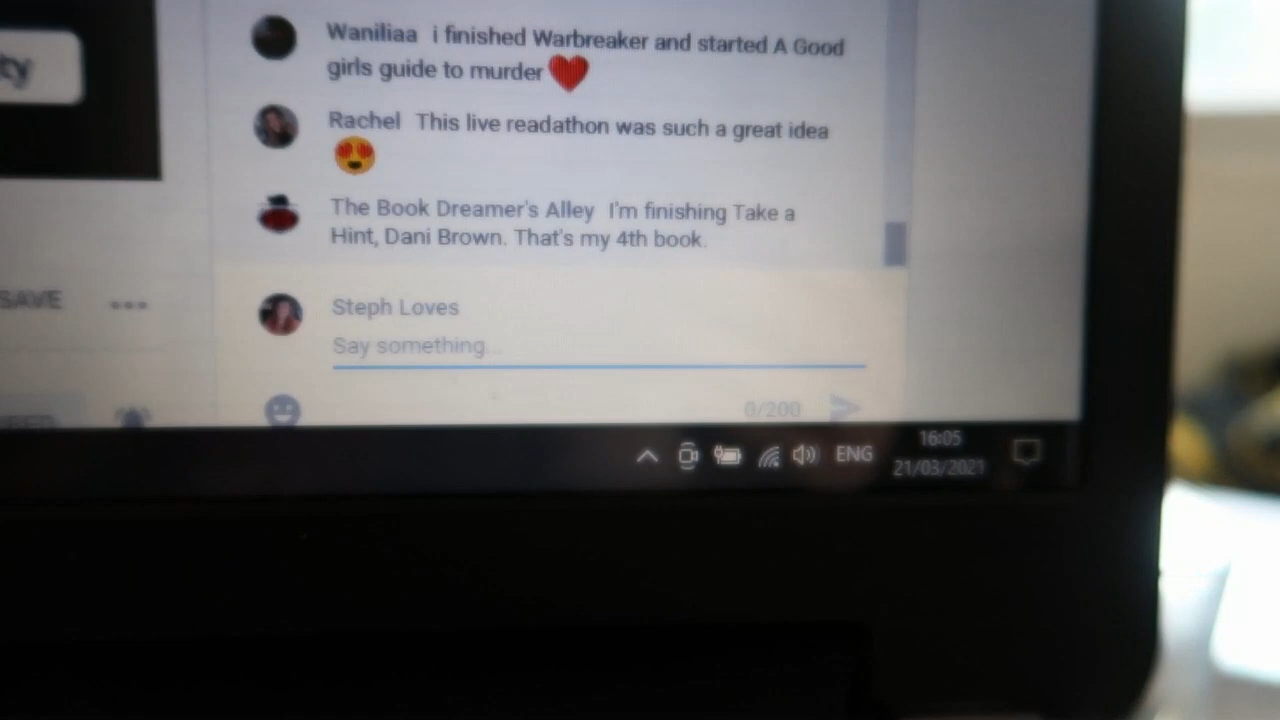 ty
Waniliaa i finished Warbreaker and started A Good
girls guide to murder
Rachel This live readathon was such a great idea
The Book Dreamer's Alley I'm finishing Take a
Hint, Dani Brown. That's my 4th book.
SAVE
Steph Loves
Say something...
0/200
ENG
16:05
21/03/2021